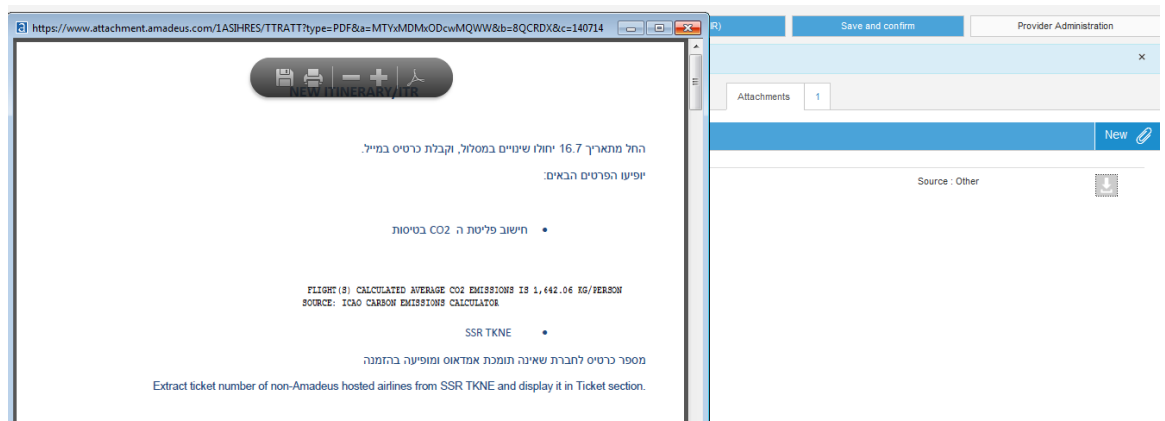 https://www.attachment.amadeus.com/1ASIHRES/TTRATT?type=PDF&a=MTYxMDMxODcwMQWW&b=8QCRDX&c=140714
R)
Save and confirm
Provider Administration
NEW ITINERARY/ITR
Attachments 1
New
Source : Other
החל מתאריך 16.7 יחולו שינויים במסלול, וקבלת כרטיס במייל.
יופיעו הפרטים הבאים:
• חישוב פליטת ה CO2 בטיסות
FLIGHT(S) CALCULATED AVERAGE CO2 EMISSIONS IS 1,642.06 KG/PERSON
SOURCE: ICAO CARBON EMISSIONS CALCULATOR
• SSR TKNE
מספר כרטיס לחברת שאינה תומכת אמדאוס ומופיעה בהזמנה
Extract ticket number of non-Amadeus hosted airlines from SSR TKNE and display it in Ticket section.